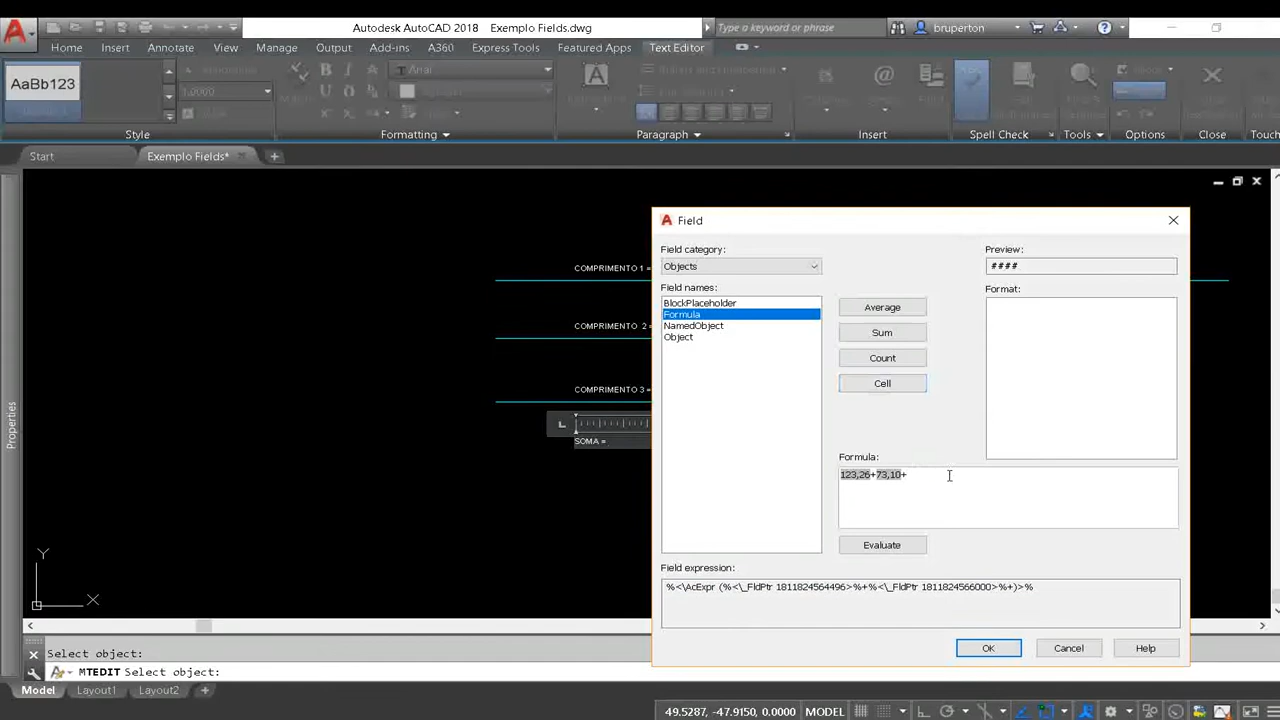 Autodesk AutoCAD 2018 Exemplo Fields.dwg
Type a keyword or phrase
bruperton
Home Insert Annotate View Manage Output Add-ins A360 Express Tools Featured Apps Text Editor
AaBb123
1.0000
Arial
Style
Formatting
Paragraph
Insert
Spell Check
Tools
Options
Close
Touch
Start
Exemplo Fields*
Properties
COMPRIMENTO 1 =
COMPRIMENTO 2 =
COMPRIMENTO 3 =
SOMA =
Y
X
Field
Field category:
Objects
Field names:
BlockPlaceholder
Formula
NamedObject
Object
Average
Sum
Count
Cell
Preview:
####
Format:
Formula:
123,26+73,10+
Evaluate
Field expression:
%<\AcExpr (%<\_FldPtr 1811824564496>%+%<\_FldPtr 1811824566000>%+)>%
OK
Cancel
Help
Select object:
MTEDIT Select object:
Model Layout1 Layout2 +
49.5287, -47.9150, 0.0000 MODEL